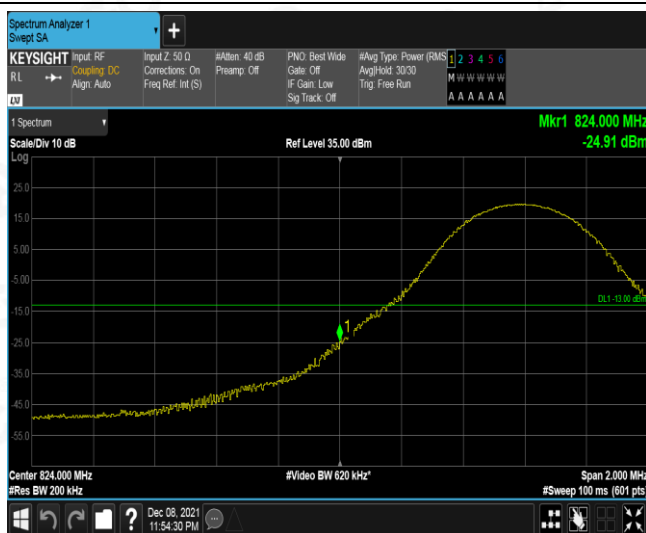 Spectrum Analyzer 1
Swept SA
+
KEYSIGHT
RL
LXI
Input: RF
Coupling: DC
Align: Auto
Input Z: 50 Ω
Corrections: On
Freq Ref: Int (S)
#Atten: 40 dB
Preamp: Off
PNO: Best Wide
Gate: Off
IF Gain: Low
Sig Track: Off
#Avg Type: Power (RMS
Avg|Hold: 30/30
Trig: Free Run
1 2 3 4 5 6
M W W W W W
A A A A A A
1 Spectrum
Mkr1 824.000 MHz
-24.91 dBm
Scale/Div 10 dB
Ref Level 35.00 dBm
Log
25.0
15.0
5.00
-5.00
-15.0
-25.0
-35.0
-45.0
-55.0
DL1 -13.00 dBm
1
Center 824.000 MHz
#Video BW 620 kHz*
Span 2.000 MHz
#Res BW 200 kHz
#Sweep 100 ms (601 pts)
?
Dec 08, 2021
11:54:30 PM